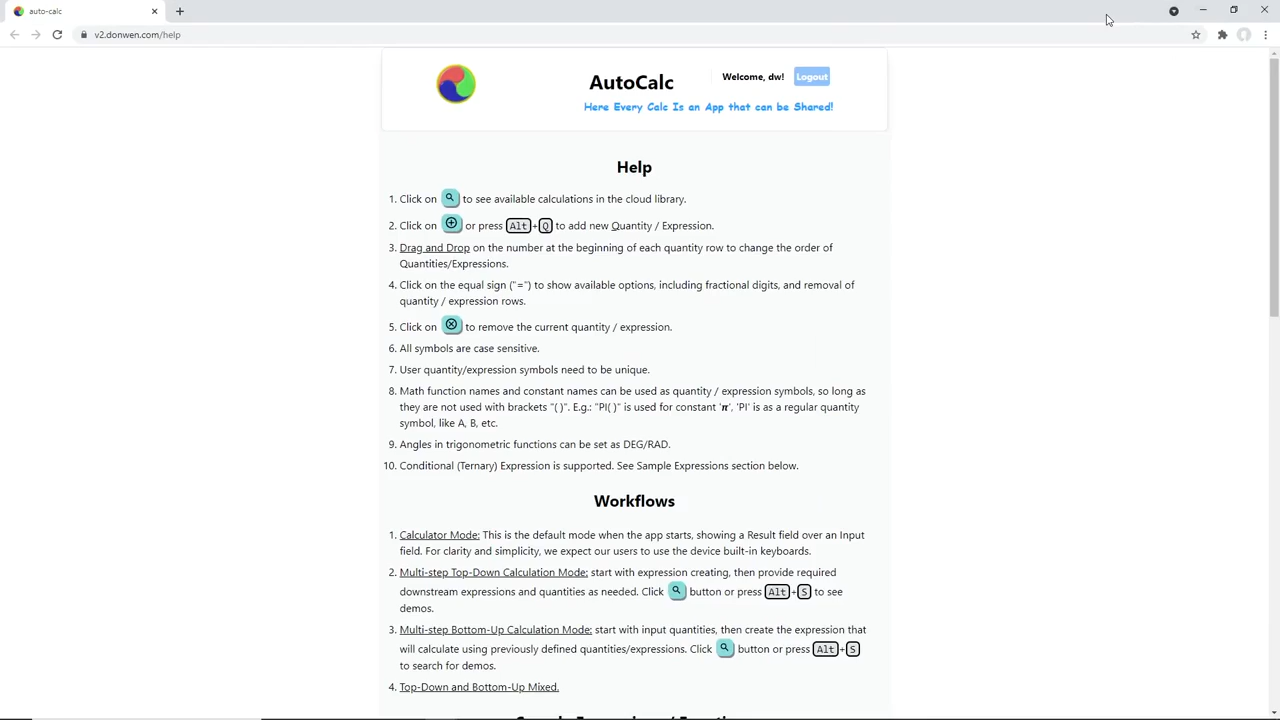 auto-calc
v2.donwen.com/help
AutoCalc
Welcome, dw!
Logout
Here Every Calc Is an App that can be Shared!
Help
1. Click on to see available calculations in the cloud library.
2. Click on or press Alt+Q to add new Quantity / Expression.
3. Drag and Drop on the number at the beginning of each quantity row to change the order of
Quantities/Expressions.
4. Click on the equal sign ("=") to show available options, including fractional digits, and removal of
quantity / expression rows.
5. Click on to remove the current quantity / expression.
6. All symbols are case sensitive.
7. User quantity/expression symbols need to be unique.
8. Math function names and constant names can be used as quantity / expression symbols, so long as
they are not used with brackets "( )". E.g.: "PI( )" is used for constant 'π', 'PI' is as a regular quantity
symbol, like A, B, etc.
9. Angles in trigonometric functions can be set as DEG/RAD.
10. Conditional (Ternary) Expression is supported. See Sample Expressions section below.
Workflows
1. Calculator Mode: This is the default mode when the app starts, showing a Result field over an Input
field. For clarity and simplicity, we expect our users to use the device built-in keyboards.
2. Multi-step Top-Down Calculation Mode: start with expression creating, then provide required
downstream expressions and quantities as needed. Click button or press Alt+S to see
demos.
3. Multi-step Bottom-Up Calculation Mode: start with input quantities, then create the expression that
will calculate using previously defined quantities/expressions. Click button or press Alt+S
to search for demos.
4. Top-Down and Bottom-Up Mixed.